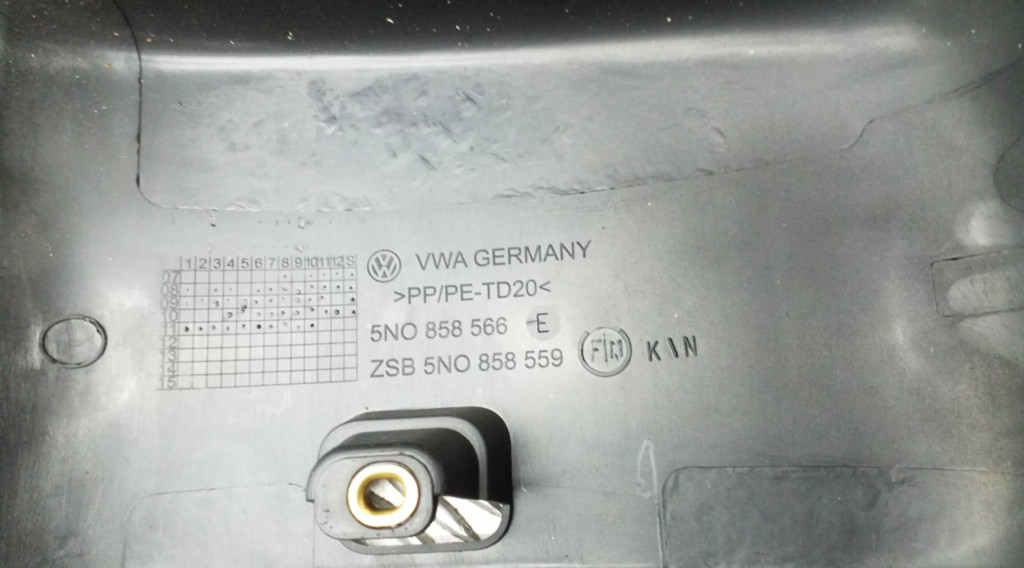 1 2 3 4 5 6 7 8 9 10 11 12 S
VWA GERMANY
>PP/PE-TD20<
5NO 858 566 E
ZSB 5NO 858 559
FM KIN
07
08
09
10
11
12
13
14
15